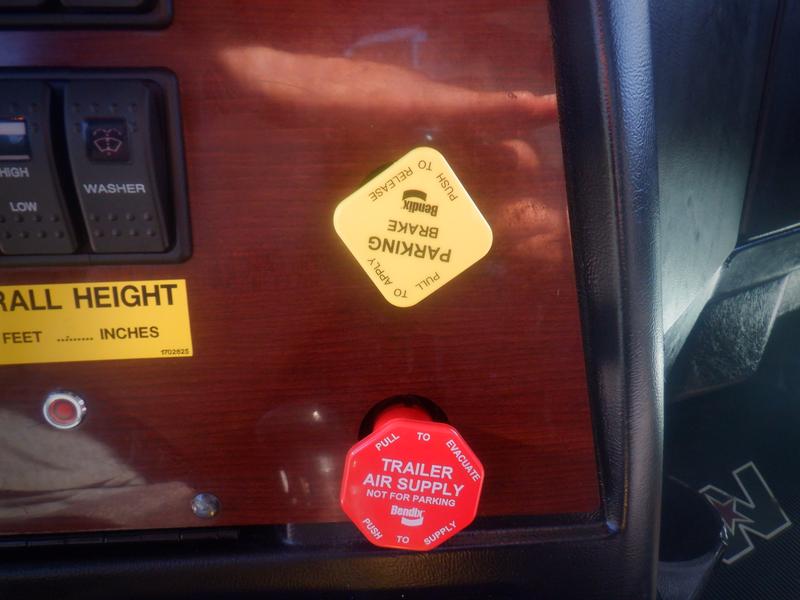 HIGH
LOW
WASHER
RALL HEIGHT
FEET ......... INCHES
1702825
PULL TO APPLY
PARKING
BRAKE
Bendix
PUSH TO RELEASE
PULL TO EVACUATE
TRAILER
AIR SUPPLY
NOT FOR PARKING
Bendix
PUSH TO SUPPLY
N